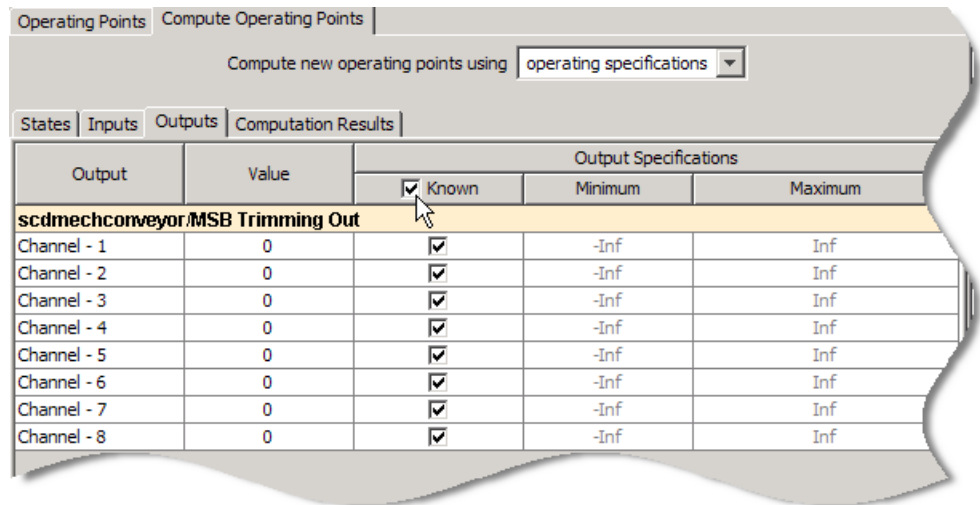 Operating Points Compute Operating Points
Compute new operating points using operating specifications
States Inputs Outputs Computation Results
Output Value Output Specifications
Known Minimum Maximum
scdmechconveyor/MSB Trimming Out
Channel - 1 0 -Inf Inf
Channel - 2 0 -Inf Inf
Channel - 3 0 -Inf Inf
Channel - 4 0 -Inf Inf
Channel - 5 0 -Inf Inf
Channel - 6 0 -Inf Inf
Channel - 7 0 -Inf Inf
Channel - 8 0 -Inf Inf